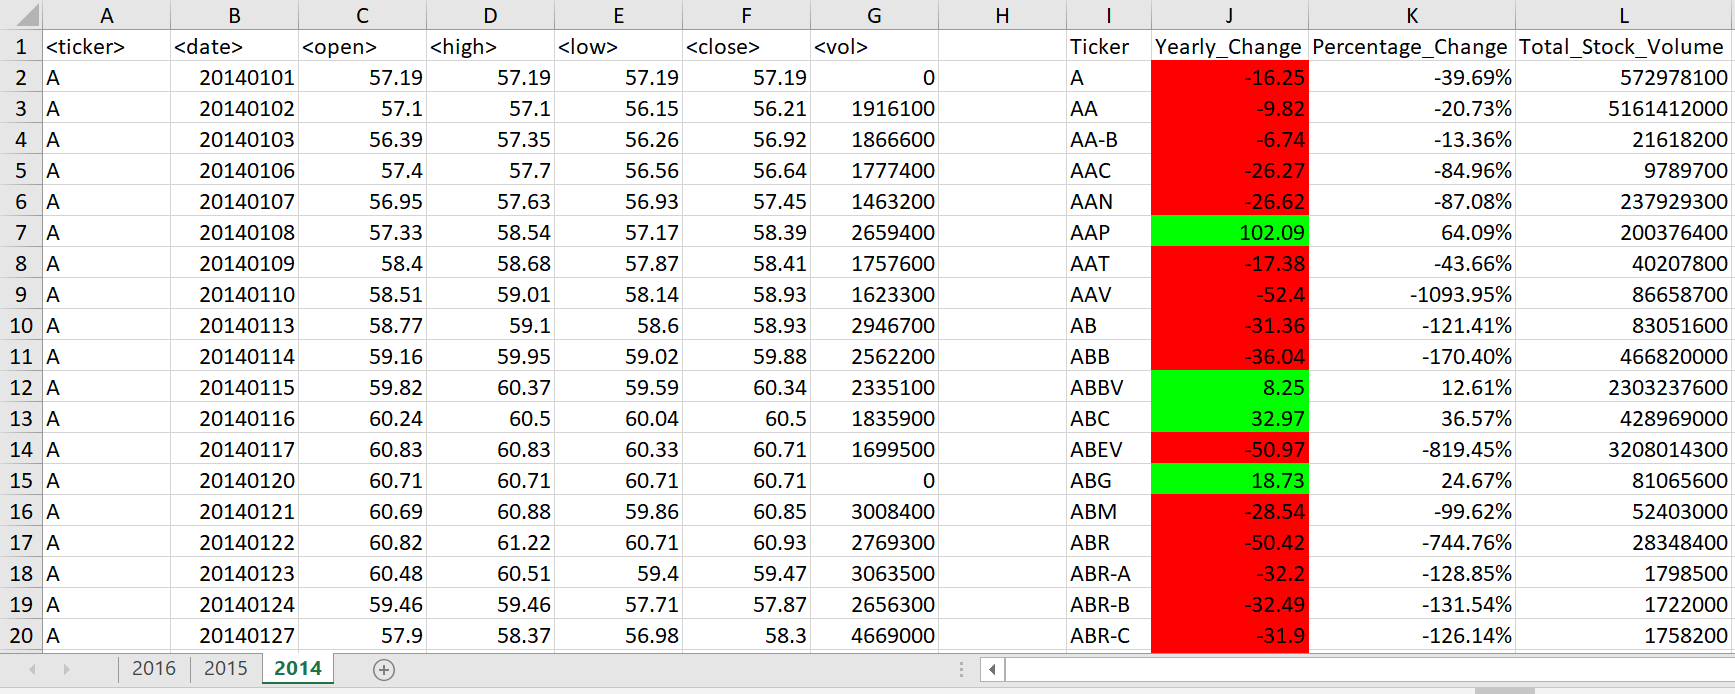 A B C D E F G H I J K L
1 <ticker> <date> <open> <high> <low> <close> <vol> Ticker Yearly_Change Percentage_Change Total_Stock_Volume
2 A 20140101 57.19 57.19 57.19 57.19 0 A -16.25 -39.69% 572978100
3 A 20140102 57.1 57.1 56.15 56.21 1916100 AA -9.82 -20.73% 5161412000
4 A 20140103 56.39 57.35 56.26 56.92 1866600 AA-B -6.74 -13.36% 21618200
5 A 20140106 57.4 57.7 56.56 56.64 1777400 AAC -26.27 -84.96% 9789700
6 A 20140107 56.95 57.63 56.93 57.45 1463200 AAN -26.62 -87.08% 237929300
7 A 20140108 57.33 58.54 57.17 58.39 2659400 AAP 102.09 64.09% 200376400
8 A 20140109 58.4 58.68 57.87 58.41 1757600 AAT -17.38 -43.66% 40207800
9 A 20140110 58.51 59.01 58.14 58.93 1623300 AAV -52.4 -1093.95% 86658700
10 A 20140113 58.77 59.1 58.6 58.93 2946700 AB -31.36 -121.41% 83051600
11 A 20140114 59.16 59.95 59.02 59.88 2562200 ABB -36.04 -170.40% 466820000
12 A 20140115 59.82 60.37 59.59 60.34 2335100 ABBV 8.25 12.61% 2303237600
13 A 20140116 60.24 60.5 60.04 60.5 1835900 ABC 32.97 36.57% 428969000
14 A 20140117 60.83 60.83 60.33 60.71 1699500 ABEV -50.97 -819.45% 3208014300
15 A 20140120 60.71 60.71 60.71 60.71 0 ABG 18.73 24.67% 81065600
16 A 20140121 60.69 60.88 59.86 60.85 3008400 ABM -28.54 -99.62% 52403000
17 A 20140122 60.82 61.22 60.71 60.93 2769300 ABR -50.42 -744.76% 28348400
18 A 20140123 60.48 60.51 59.4 59.47 3063500 ABR-A -32.2 -128.85% 1798500
19 A 20140124 59.46 59.46 57.71 57.87 2656300 ABR-B -32.49 -131.54% 1722000
20 A 20140127 57.9 58.37 56.98 58.3 4669000 ABR-C -31.9 -126.14% 1758200
2016 2015 2014